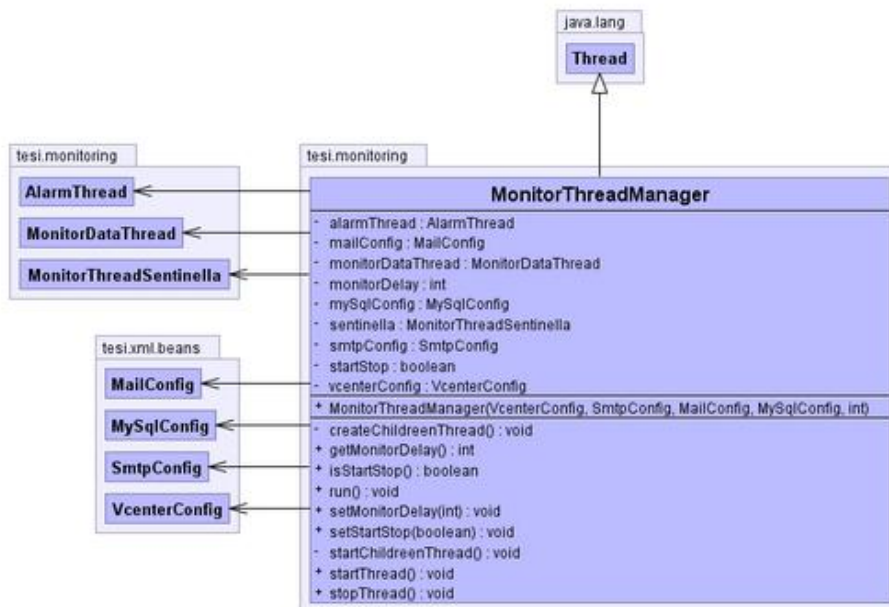 java.lang
Thread
tesi.monitoring
AlarmThread
MonitorDataThread
MonitorThreadSentinella
tesi.xml.beans
MailConfig
MySqlConfig
SmtpConfig
VcenterConfig
tesi.monitoring
MonitorThreadManager
- alarmThread : AlarmThread
- mailConfig : MailConfig
- monitorDataThread : MonitorDataThread
- monitorDelay : int
- mySqlConfig : MySqlConfig
- sentinella : MonitorThreadSentinella
- smtpConfig : SmtpConfig
- startStop : boolean
- vcenterConfig : VcenterConfig
+ MonitorThreadManager(VcenterConfig, SmtpConfig, MailConfig, MySqlConfig, int)
- createChildreenThread() : void
+ getMonitorDelay() : int
+ isStartStop() : boolean
+ run() : void
+ setMonitorDelay(int) : void
+ setStartStop(boolean) : void
- startChildreenThread() : void
+ startThread() : void
+ stopThread() : void